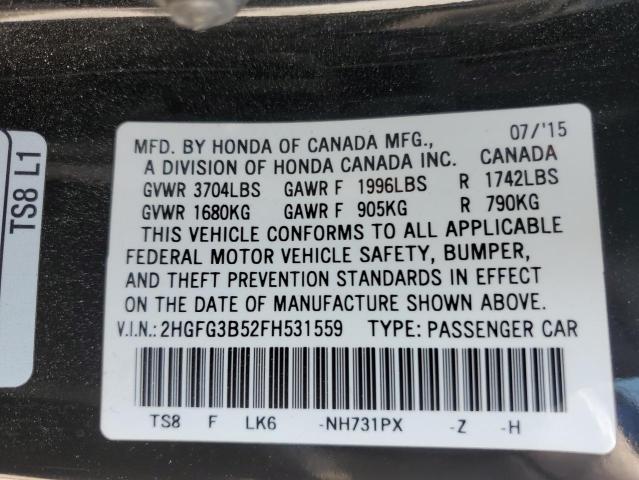 TS8 L1
MFD. BY HONDA OF CANADA MFG., 07/'15
A DIVISION OF HONDA CANADA INC. CANADA
GVWR 3704LBS GAWR F 1996LBS R 1742LBS
GVWR 1680KG GAWR F 905KG R 790KG
THIS VEHICLE CONFORMS TO ALL APPLICABLE
FEDERAL MOTOR VEHICLE SAFETY, BUMPER,
AND THEFT PREVENTION STANDARDS IN EFFECT
ON THE DATE OF MANUFACTURE SHOWN ABOVE.
V.I.N.: 2HGFG3B52FH531559 TYPE: PASSENGER CAR
TS8 F LK6 -NH731PX -Z -H